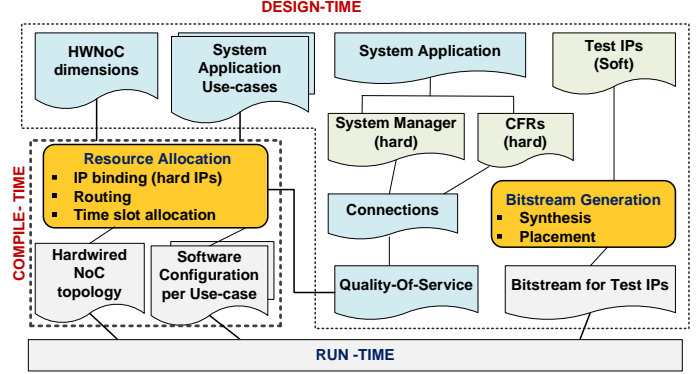 DESIGN-TIME
HWNoC
dimensions
System
Application
Use-cases
System Application
Test IPs
(Soft)
System Manager
(hard)
CFRs
(hard)
COMPILE- TIME
Resource Allocation
▪ IP binding (hard IPs)
▪ Routing
▪ Time slot allocation
Connections
Bitstream Generation
▪ Synthesis
▪ Placement
Hardwired
NoC
topology
Software
Configuration
per Use-case
Quality-Of-Service
Bitstream for Test IPs
RUN -TIME